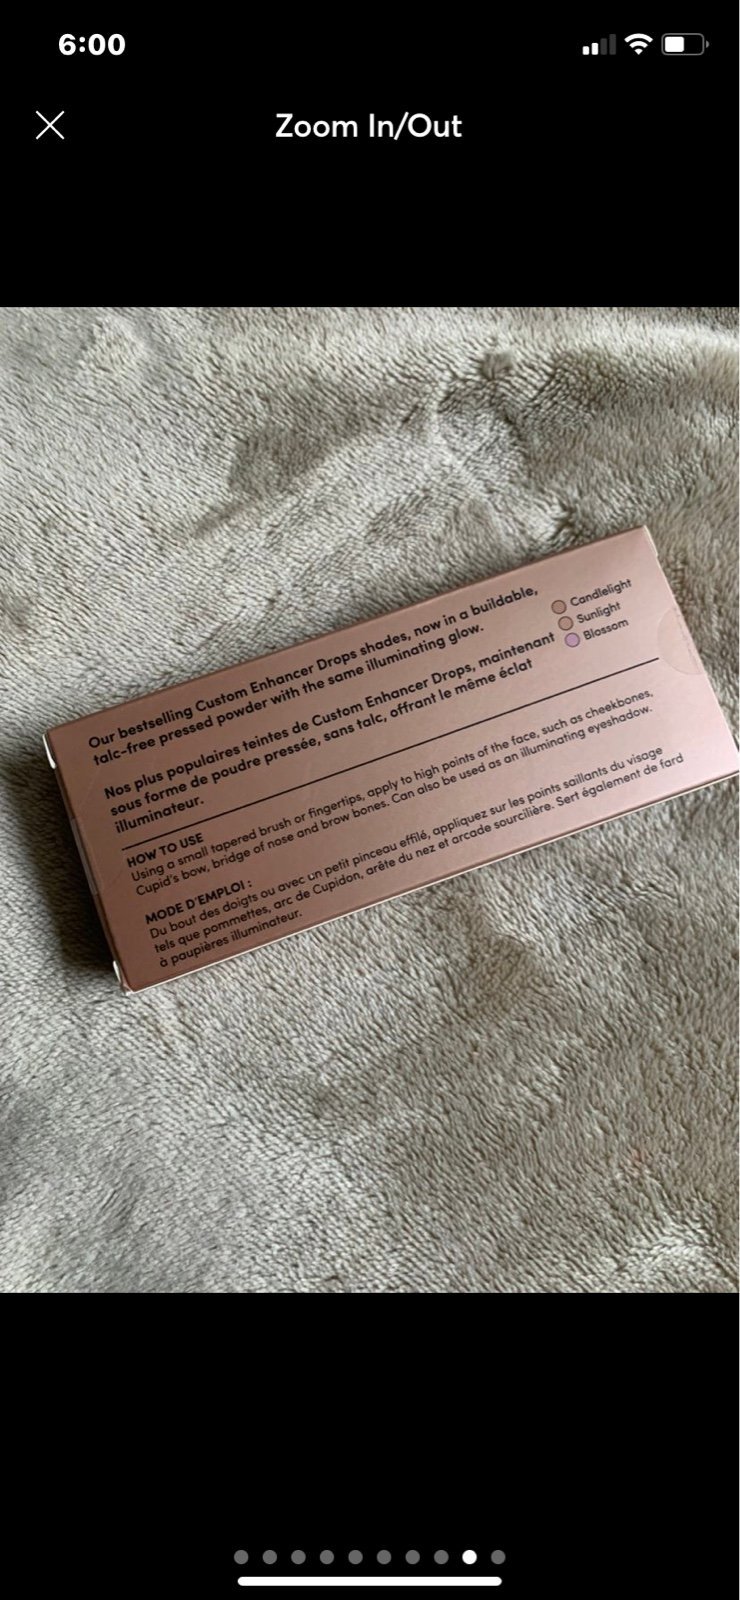 6:00
Zoom In/Out
Our bestselling Custom Enhancer Drops shades, now in a buildable,
talc-free pressed powder with the same illuminating glow.
Candlelight
Sunlight
Blossom
Nos plus populaires teintes de Custom Enhancer Drops, maintenant
sous forme de poudre pressée, sans talc, offrant le même éclat
illuminateur.
HOW TO USE
Using a small tapered brush or fingertips, apply to high points of the face, such as cheekbones,
Cupid's bow, bridge of nose and brow bones. Can also be used as an illuminating eyeshadow.
MODE D'EMPLOI :
Du bout des doigts ou avec un petit pinceau effilé, appliquez sur les points saillants du visage
tels que pommettes, arc de Cupidon, arête du nez et arcade sourcilière. Sert également de fard
à paupières illuminateur.